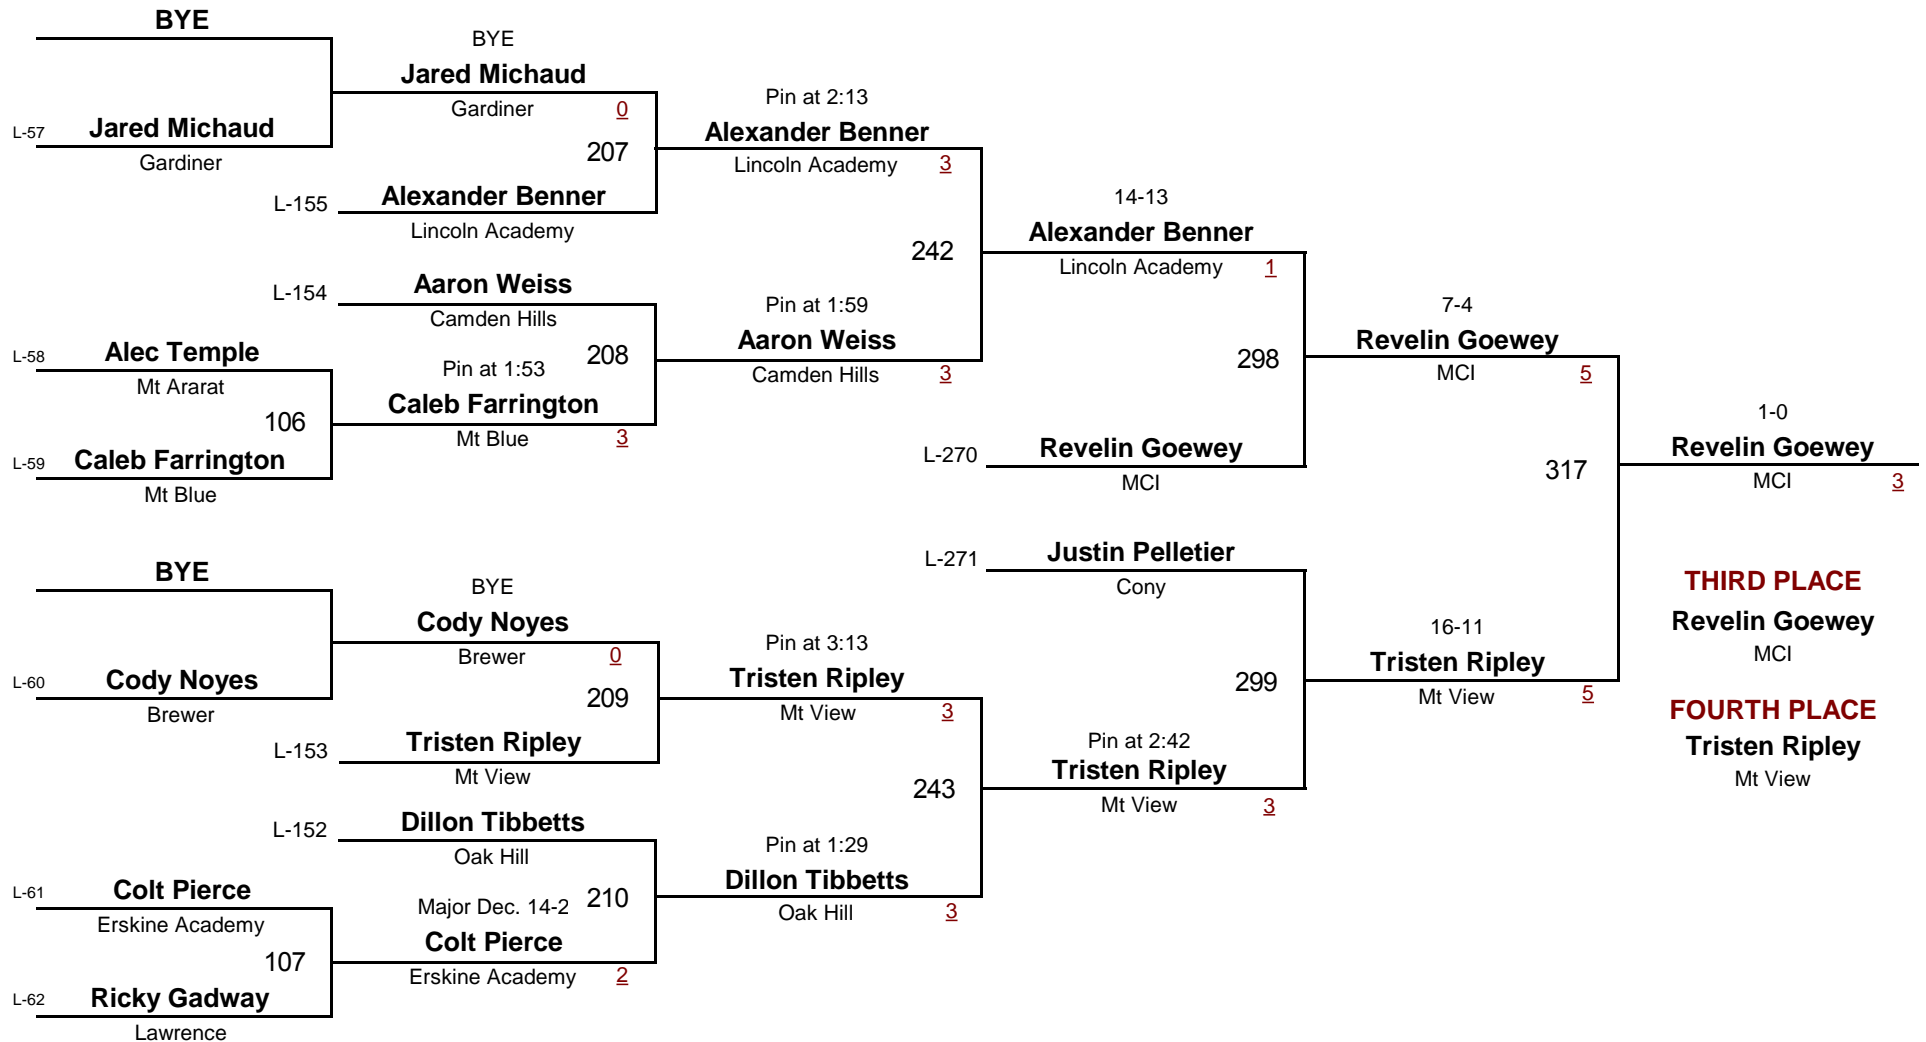 BYE
L-57 Jared Michaud
Gardiner
BYE
Jared Michaud
Gardiner 0
207
L-155 Alexander Benner
Lincoln Academy
Pin at 2:13
Alexander Benner
Lincoln Academy 3
L-154 Aaron Weiss
Camden Hills
L-58 Alec Temple
Mt Ararat
106
L-59 Caleb Farrington
Mt Blue
Pin at 1:53
208
Caleb Farrington
Mt Blue 3
Pin at 1:59
Aaron Weiss
Camden Hills 3
242
14-13
Alexander Benner
Lincoln Academy 1
298
L-270 Revelin Goewey
MCI
7-4
Revelin Goewey
MCI 5
BYE
L-60 Cody Noyes
Brewer
BYE
Cody Noyes
Brewer 0
209
L-153 Tristen Ripley
Mt View
Pin at 3:13
Tristen Ripley
Mt View 3
L-152 Dillon Tibbetts
Oak Hill
L-61 Colt Pierce
Erskine Academy
107
L-62 Ricky Gadway
Lawrence
Major Dec. 14-2
210
Colt Pierce
Erskine Academy 2
Pin at 1:29
Dillon Tibbetts
Oak Hill 3
243
L-271 Justin Pelletier
Cony
299
Pin at 2:42
Tristen Ripley
Mt View 3
16-11
Tristen Ripley
Mt View 5
317
1-0
Revelin Goewey
MCI 3
THIRD PLACE
Revelin Goewey
MCI
FOURTH PLACE
Tristen Ripley
Mt View